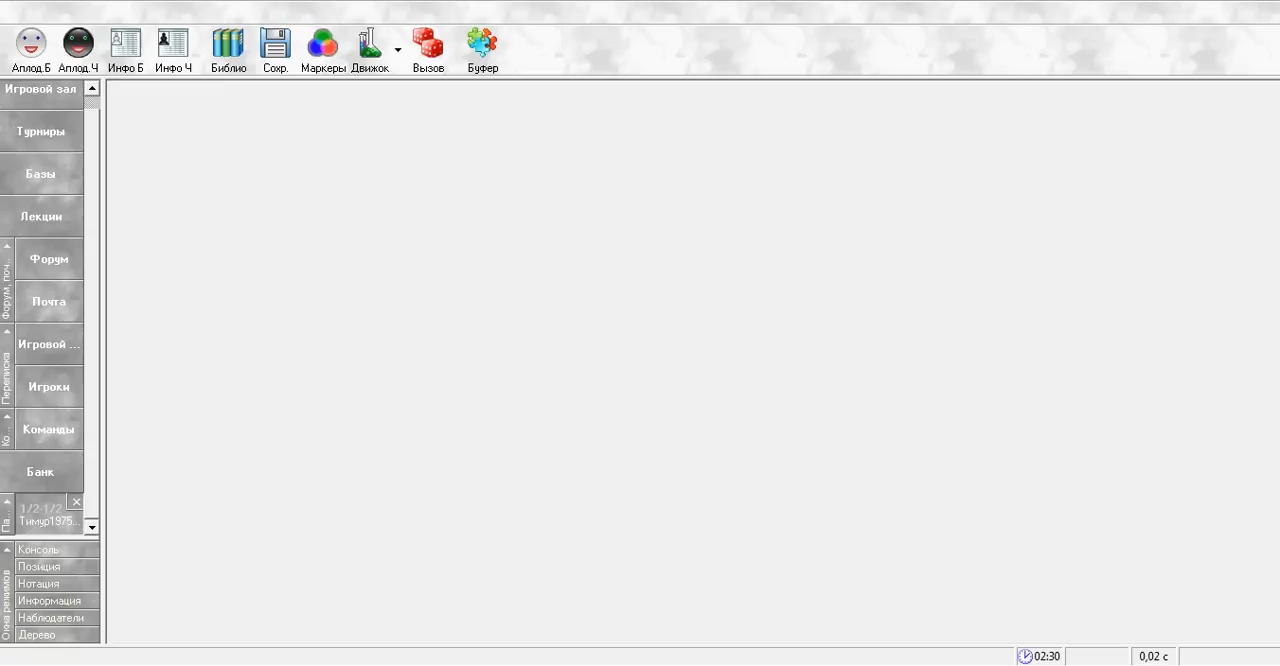 Аплод.Б Аплод.Ч Инфо Б Инфо Ч Библио Сохр. Маркеры Движок Вызов Буфер
Игровой зал
Турниры
Базы
Лекции
Форум, поч..
Форум
Почта
Переписка
Игровой ...
Игроки
Ко...
Команды
Банк
Па...
1/2-1/2
Тимур1975...
Окна режимов
Консоль
Позиция
Нотация
Информация
Наблюдатели
Дерево
02:30 0,02 с